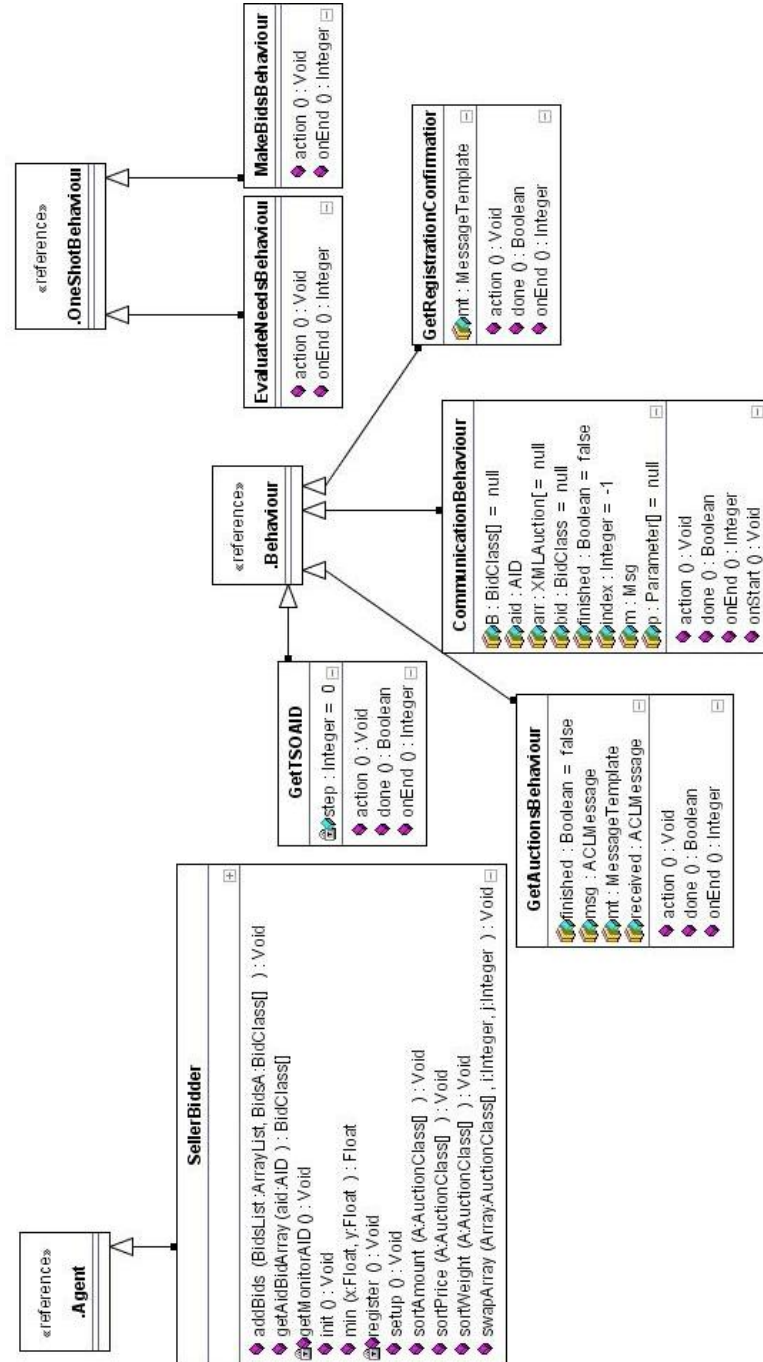 «reference»
.Agent
SellerBidder
addBids (BidsList:ArrayList, BidsA:BidClass[] ) : Void
getAidBidArray (aid:AID ) : BidClass[]
getMonitorAID () : Void
init () : Void
min (x:Float, y:Float ) : Float
register () : Void
setup () : Void
sortAmount (A:AuctionClass[] ) : Void
sortPrice (A:AuctionClass[] ) : Void
sortWeight (A:AuctionClass[] ) : Void
swapArray (Array:AuctionClass[] , i:Integer, j:Integer ) : Void
«reference»
.Behaviour
GetTSOAID
step : Integer = 0
action () : Void
done () : Boolean
onEnd () : Integer
GetAuctionsBehaviour
finished : Boolean = false
msg : ACLMessage
mt : MessageTemplate
received : ACLMessage
action () : Void
done () : Boolean
onEnd () : Integer
CommunicationBehaviour
B : BidClass[] = null
aid : AID
arr : XMLAuction[ = null
bid : BidClass = null
finished : Boolean = false
index : Integer = -1
m : Msg
p : Parameter[] = null
action () : Void
done () : Boolean
onEnd () : Integer
onStart () : Void
GetRegistrationConfirmation
mt : MessageTemplate
action () : Void
done () : Boolean
onEnd () : Integer
«reference»
.OneShotBehaviour
EvaluateNeedsBehaviour
action () : Void
onEnd () : Integer
MakeBidsBehaviour
action () : Void
onEnd () : Integer